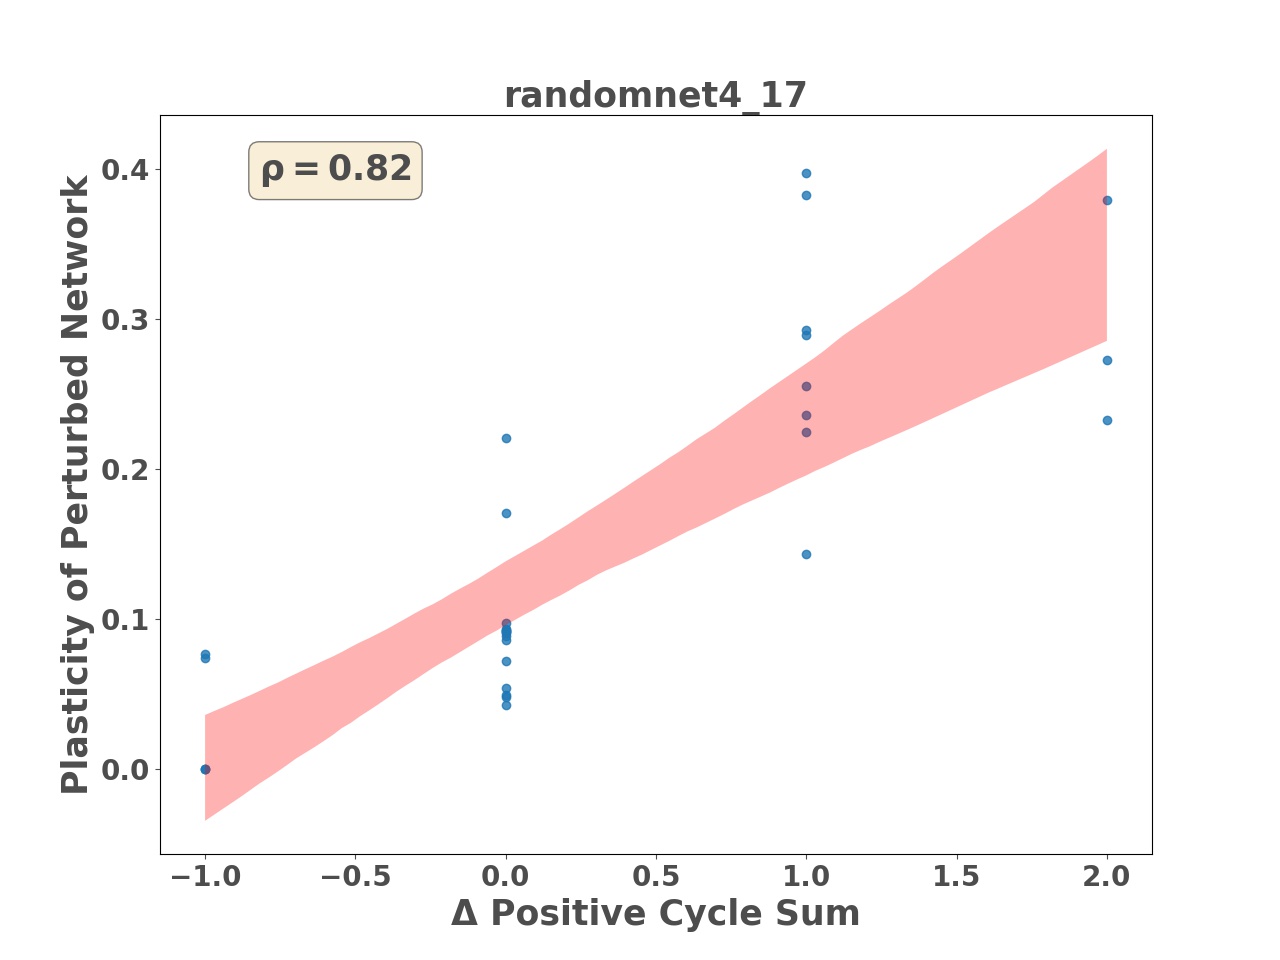 randomnet4_17
ρ = 0.82
Plasticity of Perturbed Network
0.4
0.3
0.2
0.1
0.0
−1.0 −0.5 0.0 0.5 1.0 1.5 2.0
Δ Positive Cycle Sum